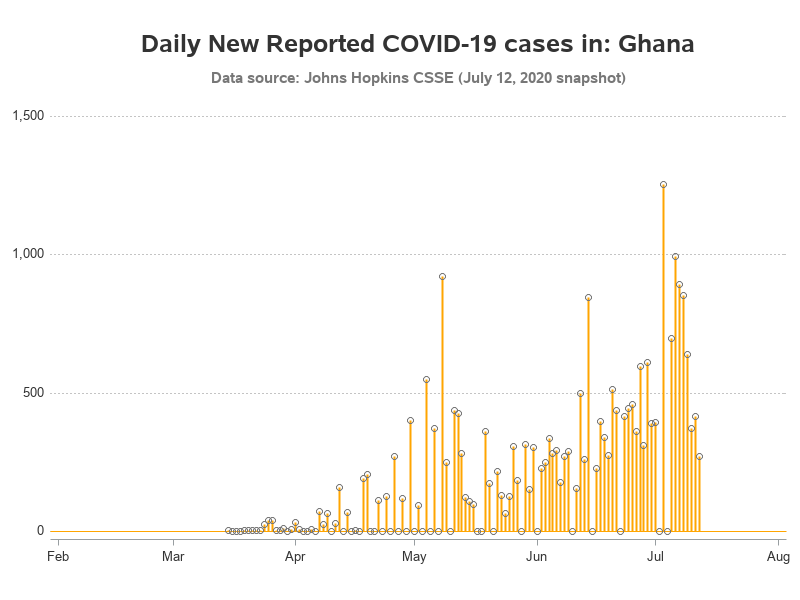 Daily New Reported COVID-19 cases in: Ghana
Data source: Johns Hopkins CSSE (July 12, 2020 snapshot)
1,500
1,000
500
0
Feb Mar Apr May Jun Jul Aug